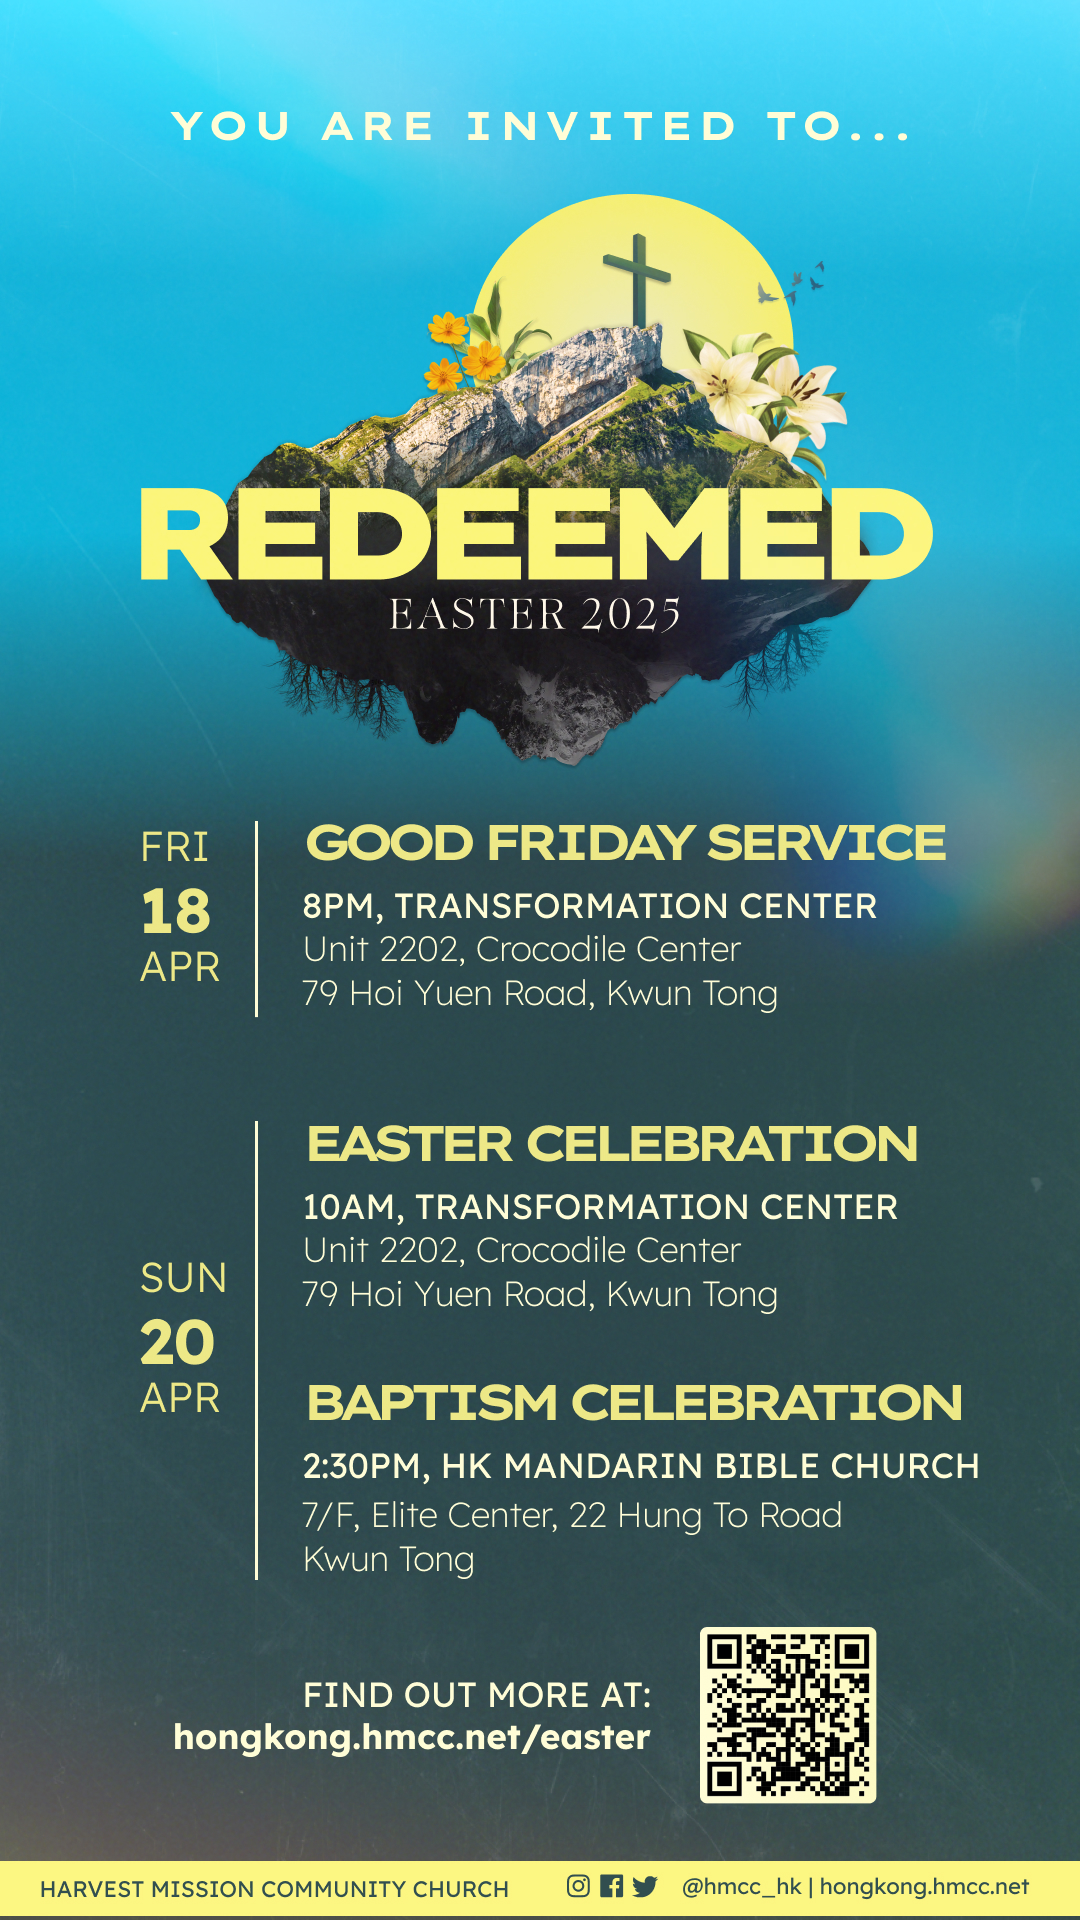 YOU ARE INVITED TO...
REDEEMED
EASTER 2025
FRI
18
APR
GOOD FRIDAY SERVICE
8PM, TRANSFORMATION CENTER
Unit 2202, Crocodile Center
79 Hoi Yuen Road, Kwun Tong
SUN
20
APR
EASTER CELEBRATION
10AM, TRANSFORMATION CENTER
Unit 2202, Crocodile Center
79 Hoi Yuen Road, Kwun Tong
BAPTISM CELEBRATION
2:30PM, HK MANDARIN BIBLE CHURCH
7/F, Elite Center, 22 Hung To Road
Kwun Tong
FIND OUT MORE AT:
hongkong.hmcc.net/easter
HARVEST MISSION COMMUNITY CHURCH
@hmcc_hk | hongkong.hmcc.net